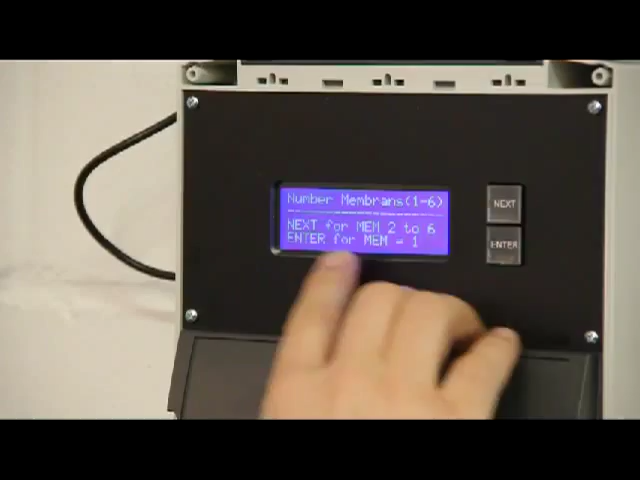 Number Membrans(1-6)
NEXT for MEM 2 to 6
ENTER for MEM = 1
NEXT
ENTER